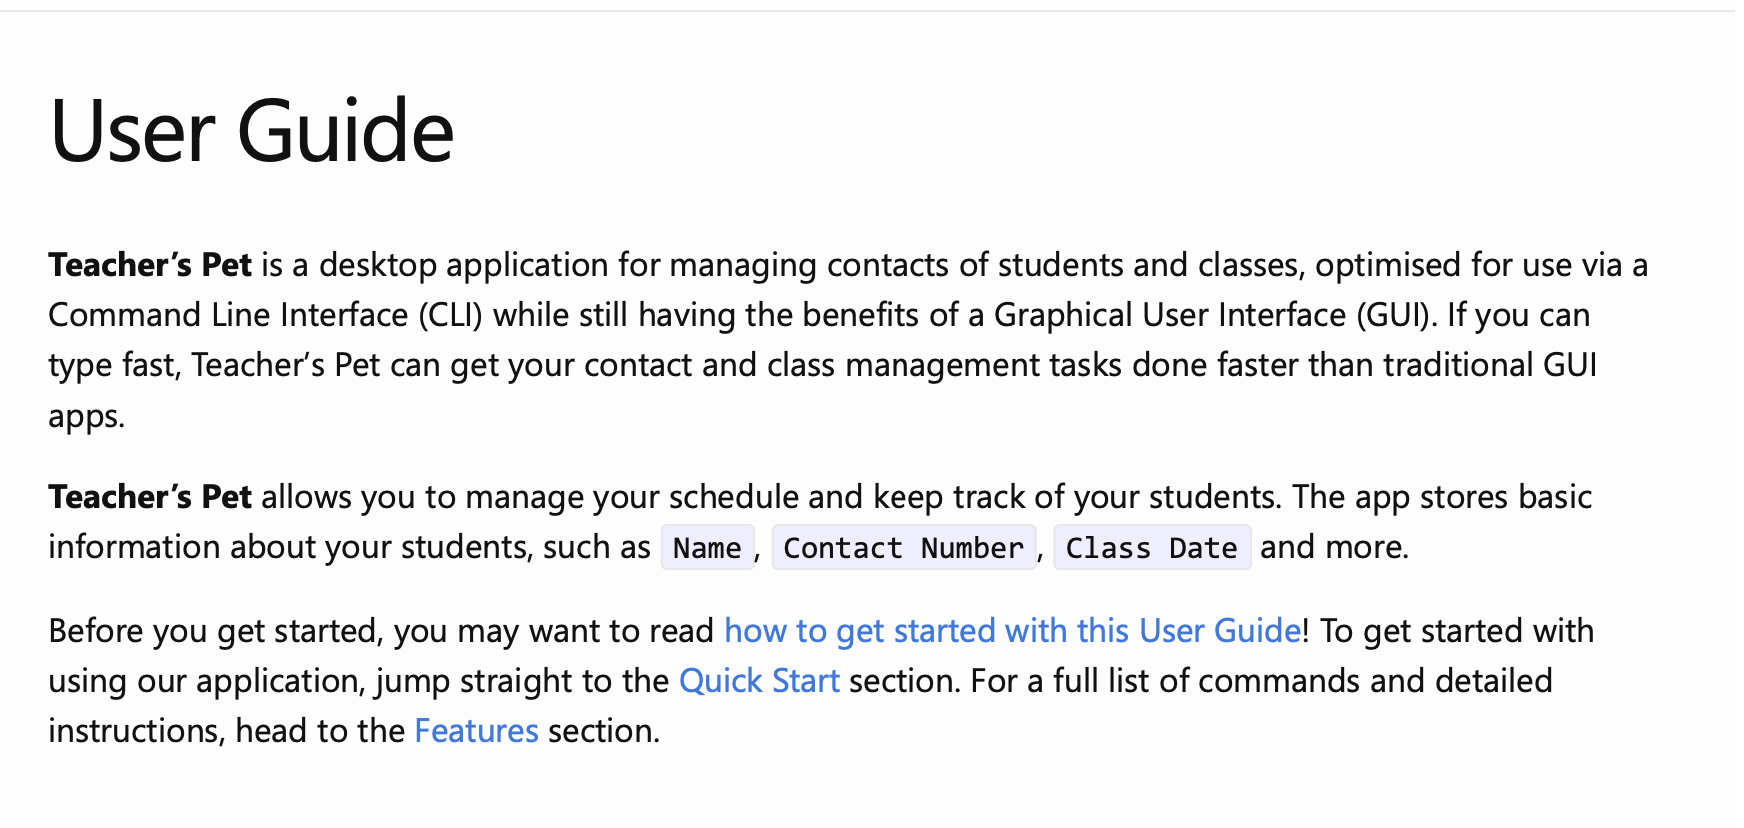 User Guide
Teacher’s Pet is a desktop application for managing contacts of students and classes, optimised for use via a
Command Line Interface (CLI) while still having the benefits of a Graphical User Interface (GUI). If you can
type fast, Teacher’s Pet can get your contact and class management tasks done faster than traditional GUI
apps.
Teacher’s Pet allows you to manage your schedule and keep track of your students. The app stores basic
information about your students, such as Name, Contact Number, Class Date and more.
Before you get started, you may want to read how to get started with this User Guide! To get started with
using our application, jump straight to the Quick Start section. For a full list of commands and detailed
instructions, head to the Features section.